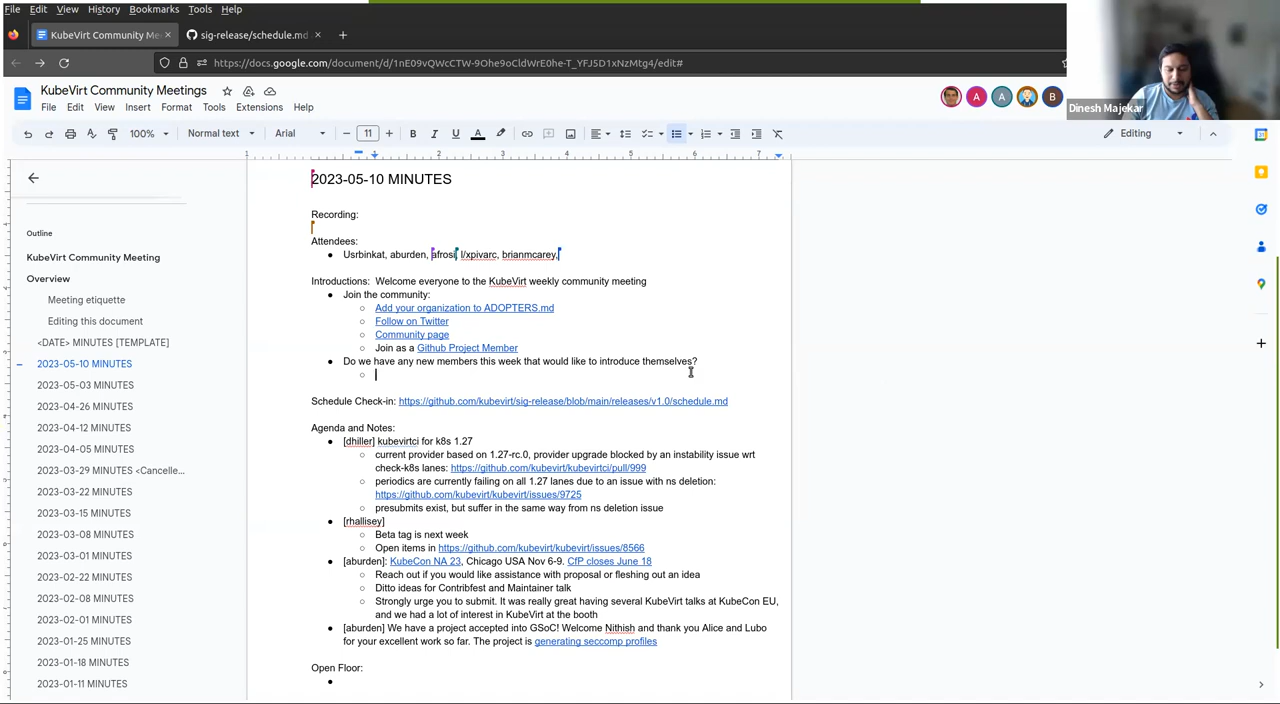 File Edit View History Bookmarks Tools Help
KubeVirt Community Me
sig-release/schedule.md
https://docs.google.com/document/d/1nE09vQWcCTW-9Ohe9oCldWrE0he-T_YFJ5D1xNzMtg4/edit#
Dinesh Majekar
KubeVirt Community Meetings
File Edit View Insert Format Tools Extensions Help
A A B
100% Normal text Arial 11 B I U A Editing
1 2 3 4 5 6 7
2023-05-10 MINUTES
Recording:
Attendees:
Usrbinkat, aburden, afrosi, l/xpivarc, brianmcarey,
Introductions: Welcome everyone to the KubeVirt weekly community meeting
Join the community:
Add your organization to ADOPTERS.md
Follow on Twitter
Community page
Join as a Github Project Member
Do we have any new members this week that would like to introduce themselves?
Schedule Check-in: https://github.com/kubevirt/sig-release/blob/main/releases/v1.0/schedule.md
Agenda and Notes:
[dhiller] kubevirtci for k8s 1.27
current provider based on 1.27-rc.0, provider upgrade blocked by an instability issue wrt
check-k8s lanes: https://github.com/kubevirt/kubevirtci/pull/999
periodics are currently failing on all 1.27 lanes due to an issue with ns deletion:
https://github.com/kubevirt/kubevirt/issues/9725
presubmits exist, but suffer in the same way from ns deletion issue
[rhallisey]
Beta tag is next week
Open items in https://github.com/kubevirt/kubevirt/issues/8566
[aburden]: KubeCon NA 23, Chicago USA Nov 6-9. CfP closes June 18
Reach out if you would like assistance with proposal or fleshing out an idea
Ditto ideas for Contribfest and Maintainer talk
Strongly urge you to submit. It was really great having several KubeVirt talks at KubeCon EU,
and we had a lot of interest in KubeVirt at the booth
[aburden] We have a project accepted into GSoC! Welcome Nithish and thank you Alice and Lubo
for your excellent work so far. The project is generating seccomp profiles
Open Floor:
Outline
KubeVirt Community Meeting
Overview
Meeting etiquette
Editing this document
<DATE> MINUTES [TEMPLATE]
2023-05-10 MINUTES
2023-05-03 MINUTES
2023-04-26 MINUTES
2023-04-12 MINUTES
2023-04-05 MINUTES
2023-03-29 MINUTES <Cancelle...
2023-03-22 MINUTES
2023-03-15 MINUTES
2023-03-08 MINUTES
2023-03-01 MINUTES
2023-02-22 MINUTES
2023-02-08 MINUTES
2023-02-01 MINUTES
2023-01-25 MINUTES
2023-01-18 MINUTES
2023-01-11 MINUTES